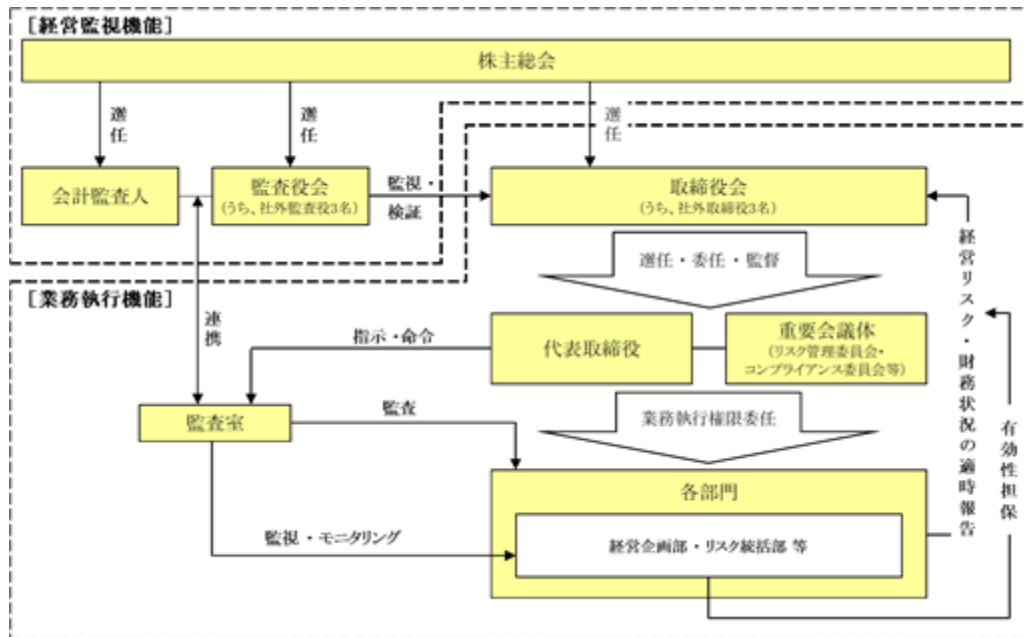 ［経営監視機能］
株主総会
選任
選任
選任
会計監査人
監査役会
（うち、社外監査役3名）
監視・
検証
取締役会
（うち、社外取締役3名）
選任・委任・監督
［業務執行機能］
連携
指示・命令
代表取締役
重要会議体
（リスク管理委員会・
コンプライアンス委員会等）
経営リスク・財務状況の適時報告
有効性担保
監査室
監査
業務執行権限委任
各部門
監視・モニタリング
経営企画部・リスク統括部 等